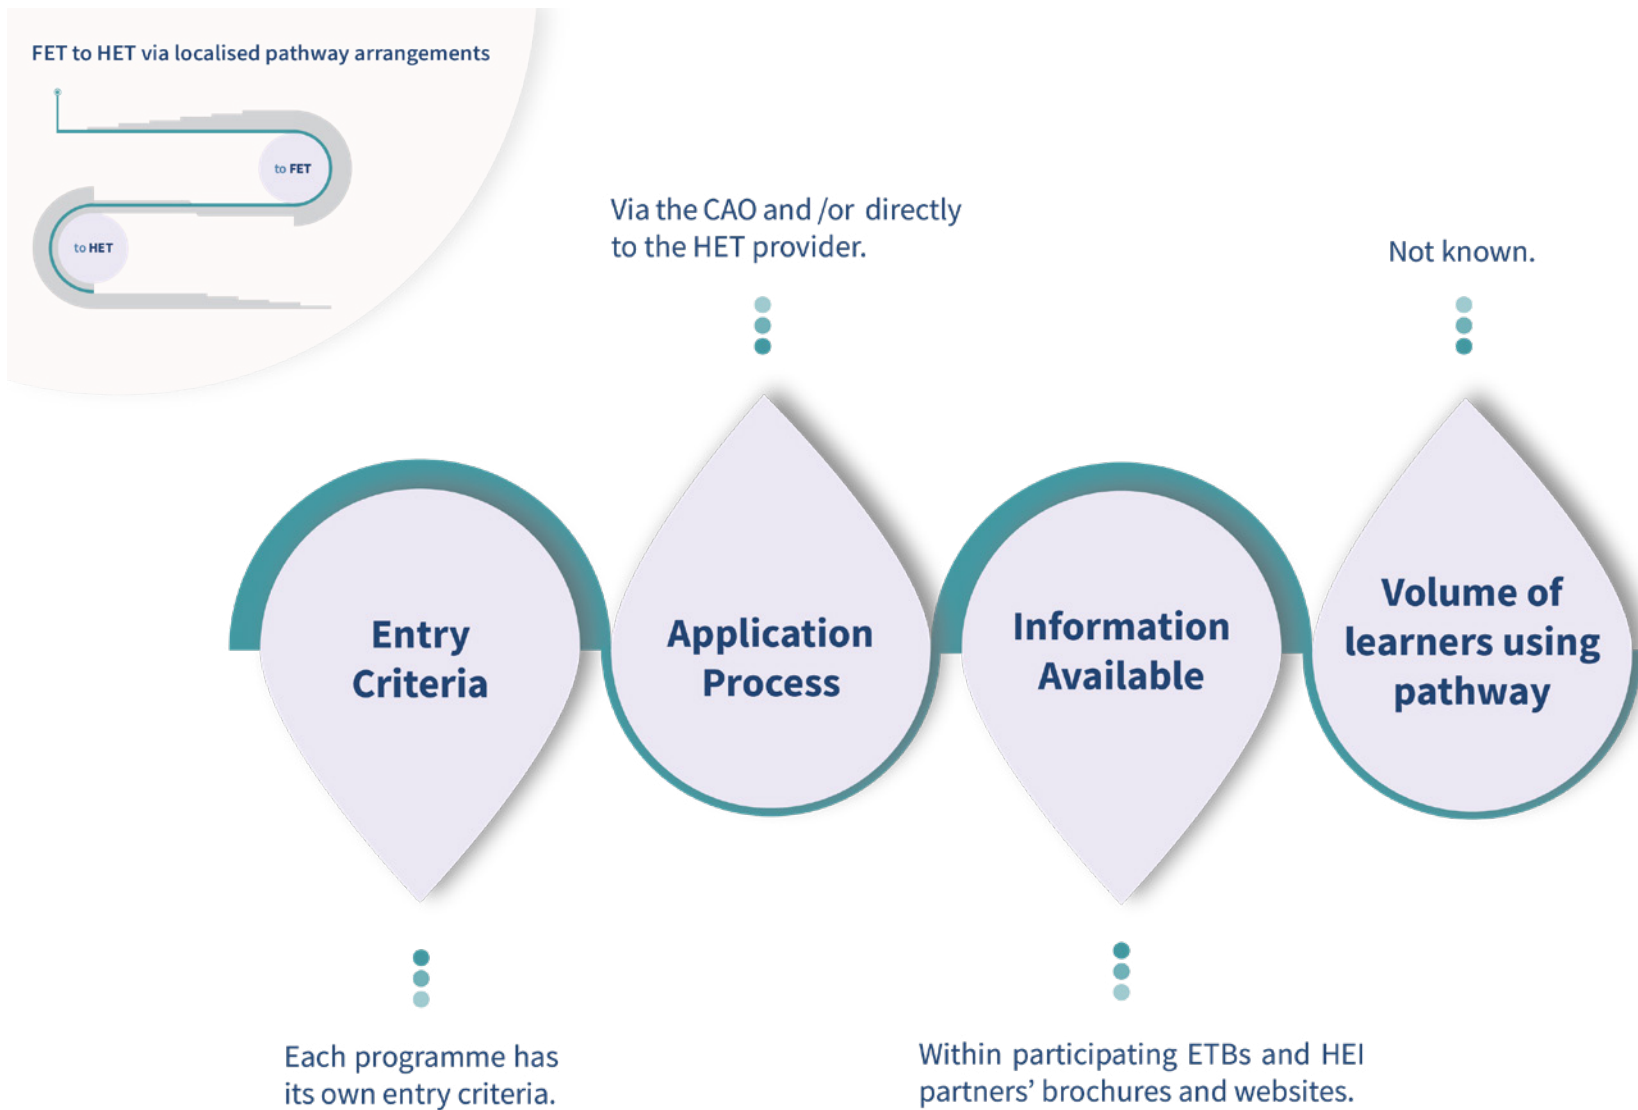 FET to HET via localised pathway arrangements
to FET
to HET
Via the CAO and /or directly
to the HET provider.
Not known.
Entry
Criteria
Application
Process
Information
Available
Volume of
learners using
pathway
Each programme has
its own entry criteria.
Within participating ETBs and HEI
partners’ brochures and websites.